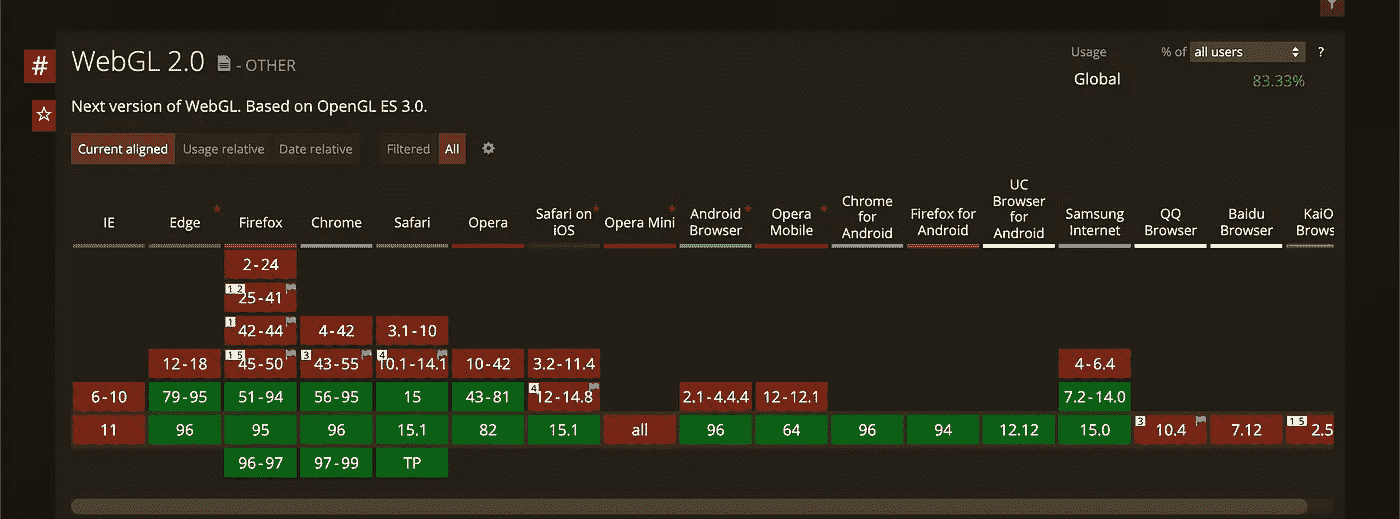 # WebGL 2.0 - OTHER
Usage % of all users ?
Global 83.33%
Next version of WebGL. Based on OpenGL ES 3.0.
Current aligned Usage relative Date relative Filtered All
IE Edge * Firefox Chrome Safari Opera Safari on iOS * Opera Mini * Android Browser * Opera Mobile * Chrome for Android Firefox for Android UC Browser for Android Samsung Internet QQ Browser Baidu Browser KaiO Brows
2-24
1 2 25-41
1 42-44 4-42 3.1-10
12-18 1 5 45-50 3 43-55 4 10.1-14.1 10-42 3.2-11.4 4-6.4
6-10 79-95 51-94 56-95 15 43-81 4 12-14.8 2.1-4.4.4 12-12.1 7.2-14.0
11 96 95 96 15.1 82 15.1 all 96 64 96 94 12.12 15.0 3 10.4 7.12 1 5 2.5
96-97 97-99 TP